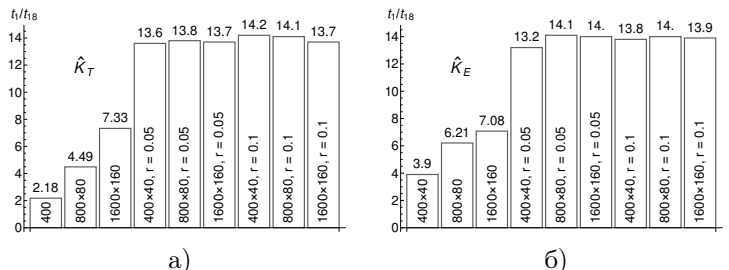 t₁/t₁₈
14
12
10
8
6
4
2
0
K̂_T
2.18
4.49
7.33
13.6
13.8
13.7
14.2
14.1
13.7
400
800×80
1600×160
400×40, r = 0.05
800×80, r = 0.05
1600×160, r = 0.05
400×40, r = 0.1
800×80, r = 0.1
1600×160, r = 0.1
а)
t₁/t₁₈
14
12
10
8
6
4
2
0
K̂_E
3.9
6.21
7.08
13.2
14.1
14.
13.8
14.
13.9
400×40
800×80
1600×160
400×40, r = 0.05
800×80, r = 0.05
1600×160, r = 0.05
400×40, r = 0.1
800×80, r = 0.1
1600×160, r = 0.1
б)